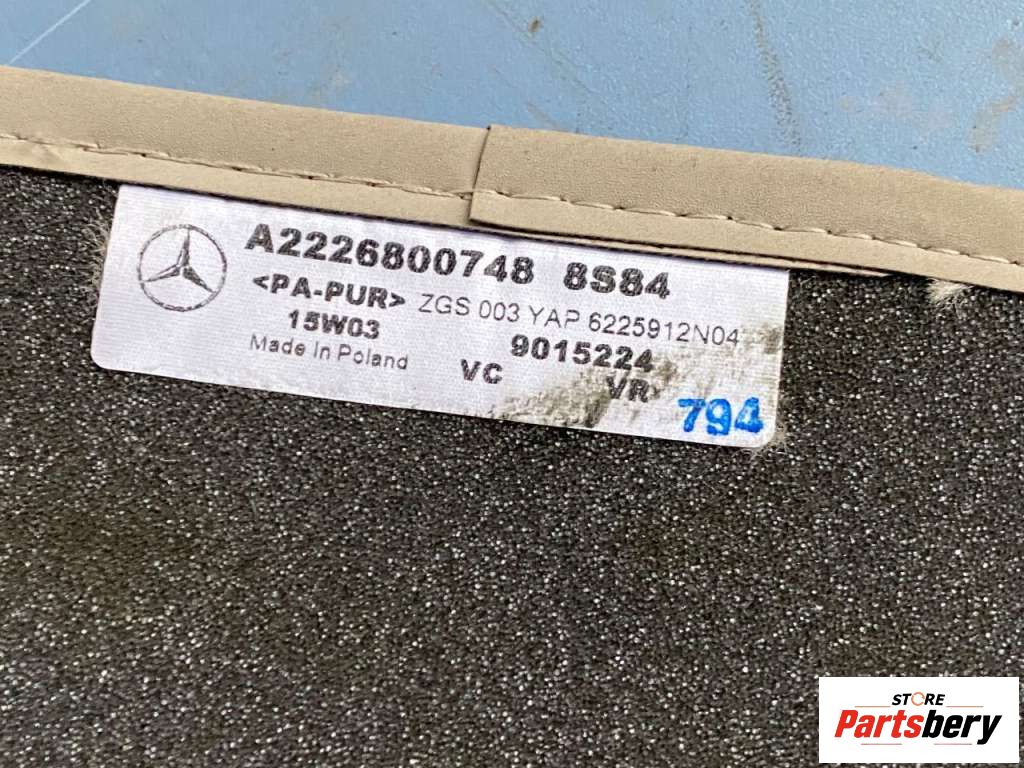 A2226800748 8S84
<PA-PUR> ZGS 003 YAP 6225912N04
15W03 9015224
Made In Poland VC VR
794
STORE
Partsbery